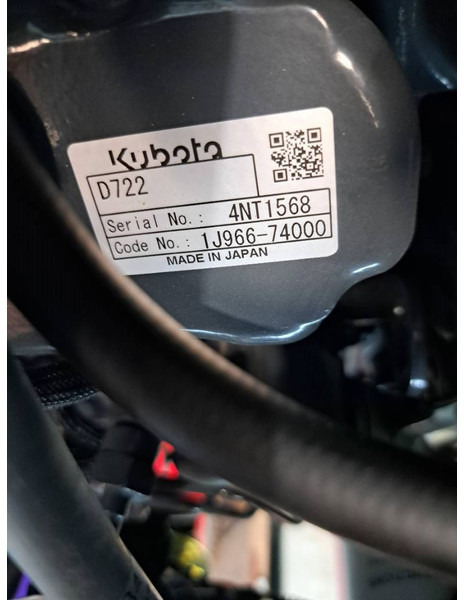 Kubota
D722
Serial No.: 4NT1568
Code No.: 1J966-74000
MADE IN JAPAN